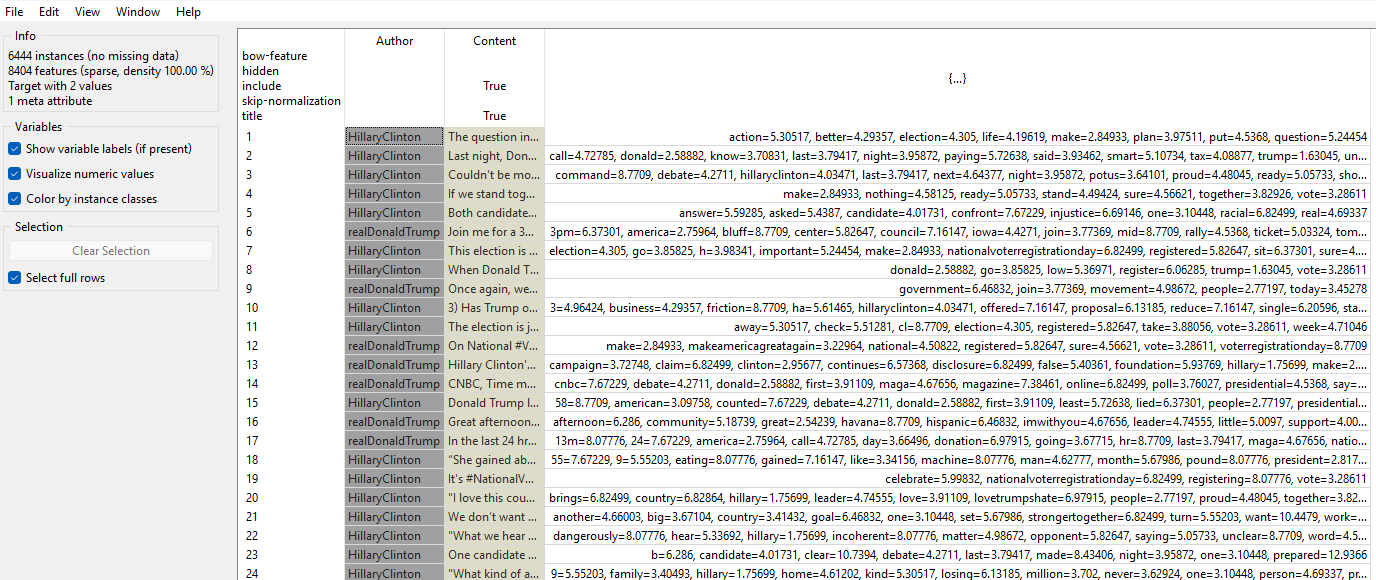 File Edit View Window Help
Info
6444 instances (no missing data)
8404 features (sparse, density 100.00 %)
Target with 2 values
1 meta attribute
Variables
Show variable labels (if present)
Visualize numeric values
Color by instance classes
Selection
Clear Selection
Select full rows
Author Content
bow-feature
hidden {...}
include True
skip-normalization
title True
1 HillaryClinton The question in... action=5.30517, better=4.29357, election=4.305, life=4.19619, make=2.84933, plan=3.97511, put=4.5368, question=5.24454
2 HillaryClinton Last night, Don... call=4.72785, donald=2.58882, know=3.70831, last=3.79417, night=3.95872, paying=5.72638, said=3.93462, smart=5.10734, tax=4.08877, trump=1.63045, un...
3 HillaryClinton Couldn't be mo... command=8.7709, debate=4.2711, hillaryclinton=4.03471, last=3.79417, next=4.64377, night=3.95872, potus=3.64101, proud=4.48045, ready=5.05733, sho...
4 HillaryClinton If we stand tog... make=2.84933, nothing=4.58125, ready=5.05733, stand=4.49424, sure=4.56621, together=3.82926, vote=3.28611
5 HillaryClinton Both candidate... answer=5.59285, asked=5.4387, candidate=4.01731, confront=7.67229, injustice=6.69146, one=3.10448, racial=6.82499, real=4.69337
6 realDonaldTrump Join me for a 3... 3pm=6.37301, america=2.75964, bluff=8.7709, center=5.82647, council=7.16147, iowa=4.4271, join=3.77369, mid=8.7709, rally=4.5368, ticket=5.03324, tom...
7 HillaryClinton This election is ... election=4.305, go=3.85825, h=3.98341, important=5.24454, make=2.84933, nationalvoterregistrationday=6.82499, registered=5.82647, sit=6.37301, sure=4....
8 HillaryClinton When Donald T... donald=2.58882, go=3.85825, low=5.36971, register=6.06285, trump=1.63045, vote=3.28611
9 realDonaldTrump Once again, we... government=6.46832, join=3.77369, movement=4.98672, people=2.77197, today=3.45278
10 HillaryClinton 3) Has Trump o... 3=4.96424, business=4.29357, friction=8.7709, ha=5.61465, hillaryclinton=4.03471, offered=7.16147, proposal=6.13185, reduce=7.16147, single=6.20596, sta...
11 HillaryClinton The election is j... away=5.30517, check=5.51281, cl=8.7709, election=4.305, registered=5.82647, take=3.88056, vote=3.28611, week=4.71046
12 realDonaldTrump On National #V... make=2.84933, makeamericagreatagain=3.22964, national=4.50822, registered=5.82647, sure=4.56621, vote=3.28611, voterregistrationday=8.7709
13 realDonaldTrump Hillary Clinton'... campaign=3.72748, claim=6.82499, clinton=2.95677, continues=6.57368, disclosure=6.82499, false=5.40361, foundation=5.93769, hillary=1.75699, make=2....
14 realDonaldTrump CNBC, Time m... cnbc=7.67229, debate=4.2711, donald=2.58882, first=3.91109, maga=4.67656, magazine=7.38461, online=6.82499, poll=3.76027, presidential=4.5368, say=...
15 HillaryClinton Donald Trump l... 58=8.7709, american=3.09758, counted=7.67229, debate=4.2711, donald=2.58882, first=3.91109, least=5.72638, lied=6.37301, people=2.77197, presidential...
16 realDonaldTrump Great afternoon... afternoon=6.286, community=5.18739, great=2.54239, havana=8.7709, hispanic=6.46832, imwithyou=4.67656, leader=4.74555, little=5.0097, support=4.00...
17 realDonaldTrump In the last 24 hr... 13m=8.07776, 24=7.67229, america=2.75964, call=4.72785, day=3.66496, donation=6.97915, going=3.67715, hr=8.7709, last=3.79417, maga=4.67656, natio...
18 HillaryClinton “She gained ab... 55=7.67229, 9=5.55203, eating=8.07776, gained=7.16147, like=3.34156, machine=8.07776, man=4.62777, month=5.67986, pound=8.07776, president=2.817...
19 HillaryClinton It's #NationalV... celebrate=5.99832, nationalvoterregistrationday=6.82499, registering=8.07776, vote=3.28611
20 HillaryClinton "I love this cou... brings=6.82499, country=6.82864, hillary=1.75699, leader=4.74555, love=3.91109, lovetrumpshate=6.97915, people=2.77197, proud=4.48045, together=3.82...
21 HillaryClinton We don't want ... another=4.66003, big=3.67104, country=3.41432, goal=6.46832, one=3.10448, set=5.67986, strongertogether=6.82499, turn=5.55203, want=10.4479, work=...
22 HillaryClinton "What we hear ... dangerously=8.07776, hear=5.33692, hillary=1.75699, incoherent=8.07776, matter=4.98672, opponent=5.82647, saying=5.05733, unclear=8.7709, word=4.5...
23 HillaryClinton One candidate ... b=6.286, candidate=4.01731, clear=10.7394, debate=4.2711, last=3.79417, made=8.43406, night=3.95872, one=3.10448, prepared=12.9366
24 HillaryClinton "What kind of a... 9=5.55203, family=3.40493, hillary=1.75699, home=4.61202, kind=5.30517, losing=6.13185, million=3.702, never=3.62924, one=3.10448, person=4.69337, pr...